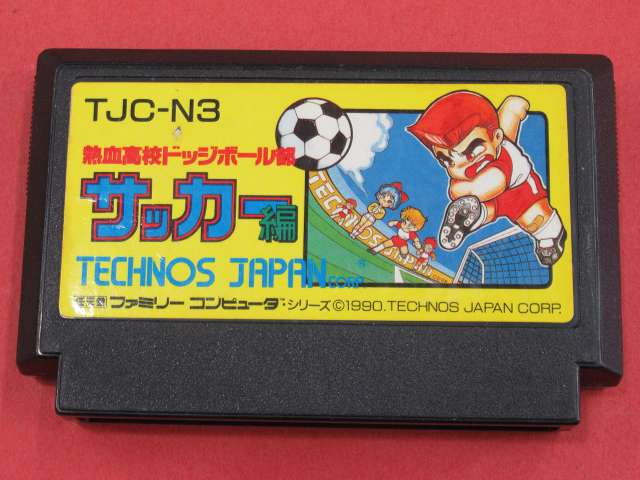 TJC-N3
熱血高校ドッジボール部
サッカー編
TECHNOS JAPAN CORP.
TECHNOS JAPAN
ファミリー コンピュータ シリーズ©1990. TECHNOS JAPAN CORP.